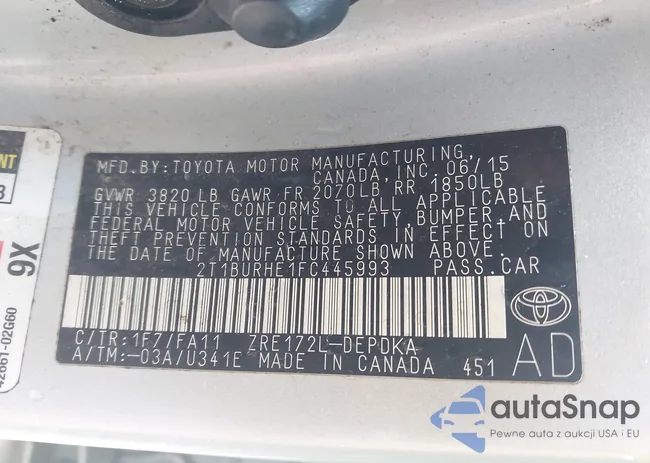 MFD. BY: TOYOTA MOTOR MANUFACTURING
CANADA, INC. 06/15
GVWR 3820 LB GAWR FR 2070LB RR 1850LB
THIS VEHICLE CONFORMS TO ALL APPLICABLE
FEDERAL MOTOR VEHICLE SAFETY, BUMPER, AND
THEFT PREVENTION STANDARDS IN EFFECT ON
THE DATE OF MANUFACTURE SHOWN ABOVE.
2T1BURHE1FC445993 PASS.CAR
C/TR:1F7/FA11 ZRE172L-DEPDKA
A/TM:-03A/U341E MADE IN CANADA 451
AD
X9
42661-02G60
autoSnap
Pewne auta z aukcji USA i EU